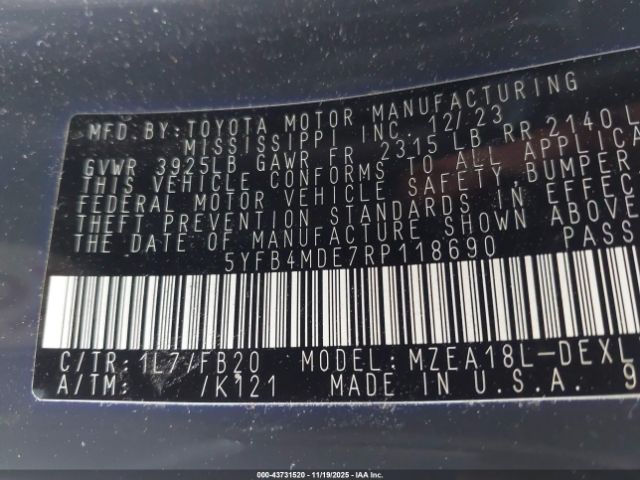 MFD.BY: TOYOTA MOTOR MANUFACTURING
MISSISSIPPI INC. 12/23
GVWR 3925LB GAWR FR 2315 LB RR 2140 L
THIS VEHICLE CONFORMS TO ALL APPLICA
FEDERAL MOTOR VEHICLE SAFETY, BUMPER,
THEFT PREVENTION STANDARDS IN EFFEC
THE DATE OF MANUFACTURE SHOWN ABOVE
5YFB4MDE7RP118690 PASS
C/TR: 1L7/FB20 MODEL: MZEA18L-DEXL
A/TM: /K121 MADE IN U.S.A. 9
000-43731520 - 11/19/2025 - IAA Inc.